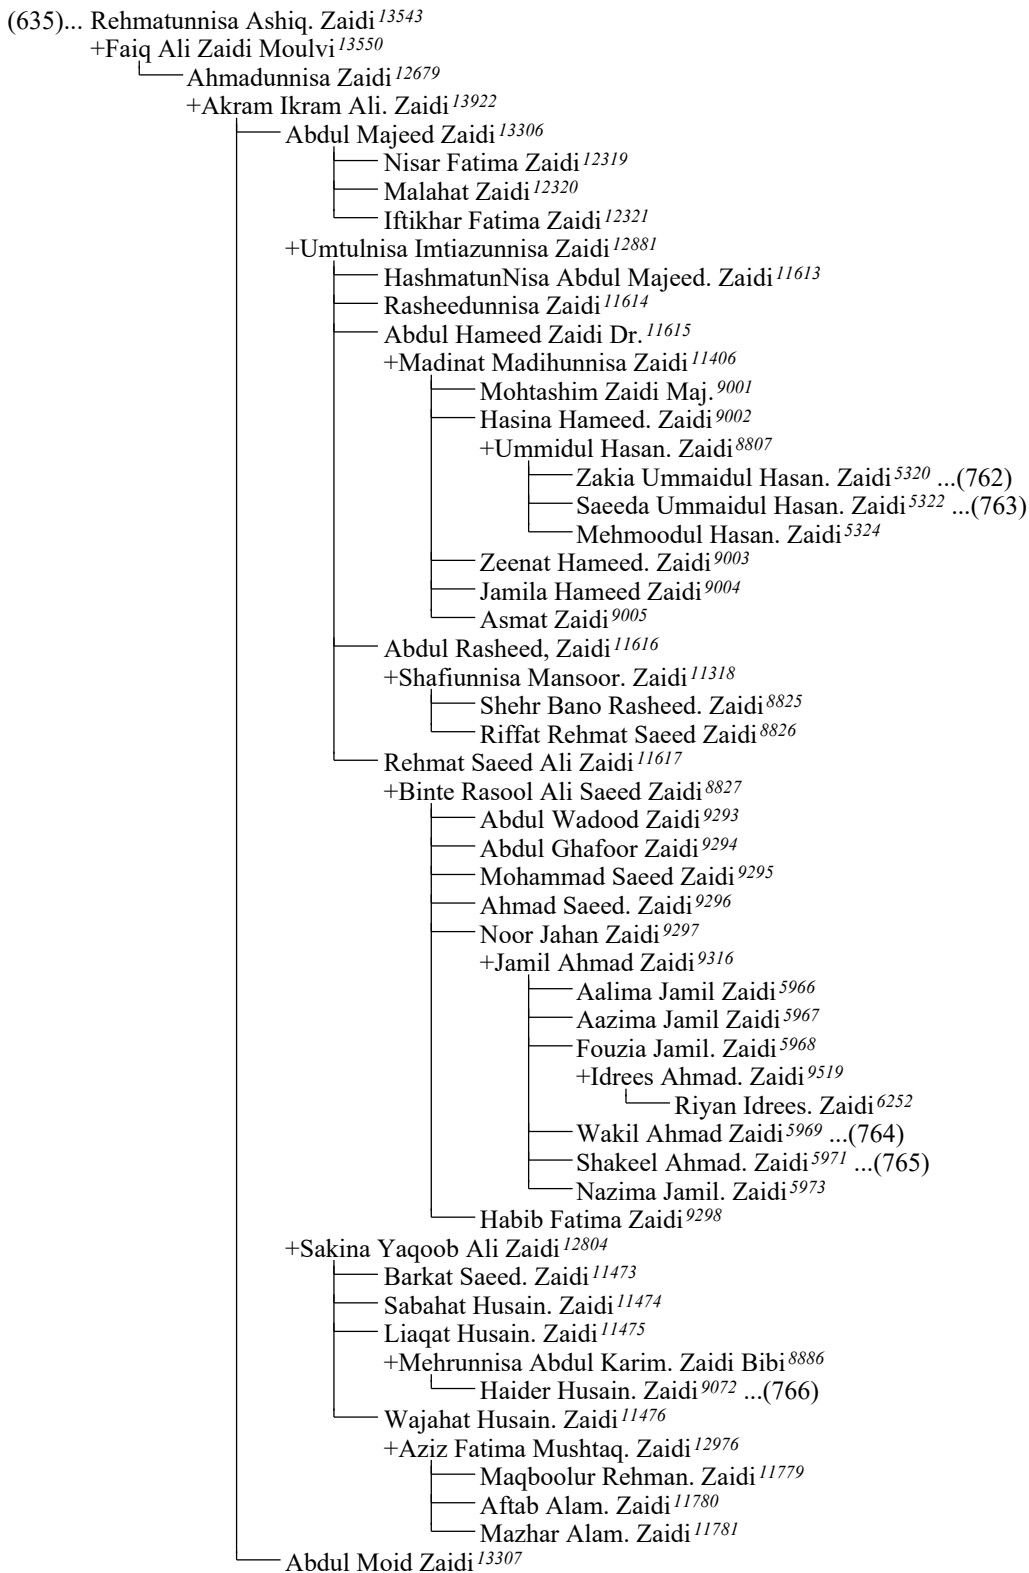 (635)... Rehmatunnisa Ashiq. Zaidi 13543
+Faiq Ali Zaidi Moulvi 13550
Ahmadunnisa Zaidi 12679
+Akram Ikram Ali. Zaidi 13922
Abdul Majeed Zaidi 13306
Nisar Fatima Zaidi 12319
Malahat Zaidi 12320
Iftikhar Fatima Zaidi 12321
+Umtulnisa Imtiazunnisa Zaidi 12881
HashmatunNisa Abdul Majeed. Zaidi 11613
Rasheedunnisa Zaidi 11614
Abdul Hameed Zaidi Dr. 11615
+Madinat Madihunnisa Zaidi 11406
Mohtashim Zaidi Maj. 9001
Hasina Hameed. Zaidi 9002
+Ummidul Hasan. Zaidi 8807
Zakia Ummaidul Hasan. Zaidi 5320 ...(762)
Saeeda Ummaidul Hasan. Zaidi 5322 ...(763)
Mehmoodul Hasan. Zaidi 5324
Zeenat Hameed. Zaidi 9003
Jamila Hameed Zaidi 9004
Asmat Zaidi 9005
Abdul Rasheed, Zaidi 11616
+Shafiunnisa Mansoor. Zaidi 11318
Shehr Bano Rasheed. Zaidi 8825
Riffat Rehmat Saeed Zaidi 8826
Rehmat Saeed Ali Zaidi 11617
+Binte Rasool Ali Saeed Zaidi 8827
Abdul Wadood Zaidi 9293
Abdul Ghafoor Zaidi 9294
Mohammad Saeed Zaidi 9295
Ahmad Saeed. Zaidi 9296
Noor Jahan Zaidi 9297
+Jamil Ahmad Zaidi 9316
Aalima Jamil Zaidi 5966
Aazima Jamil Zaidi 5967
Fouzia Jamil. Zaidi 5968
+Idrees Ahmad. Zaidi 9519
Riyan Idrees. Zaidi 6252
Wakil Ahmad Zaidi 5969 ...(764)
Shakeel Ahmad. Zaidi 5971 ...(765)
Nazima Jamil. Zaidi 5973
Habib Fatima Zaidi 9298
+Sakina Yaqoob Ali Zaidi 12804
Barkat Saeed. Zaidi 11473
Sabahat Husain. Zaidi 11474
Liaqat Husain. Zaidi 11475
+Mehrunnisa Abdul Karim. Zaidi Bibi 8886
Haider Husain. Zaidi 9072 ...(766)
Wajahat Husain. Zaidi 11476
+Aziz Fatima Mushtaq. Zaidi 12976
Maqboolur Rehman. Zaidi 11779
Aftab Alam. Zaidi 11780
Mazhar Alam. Zaidi 11781
Abdul Moid Zaidi 13307